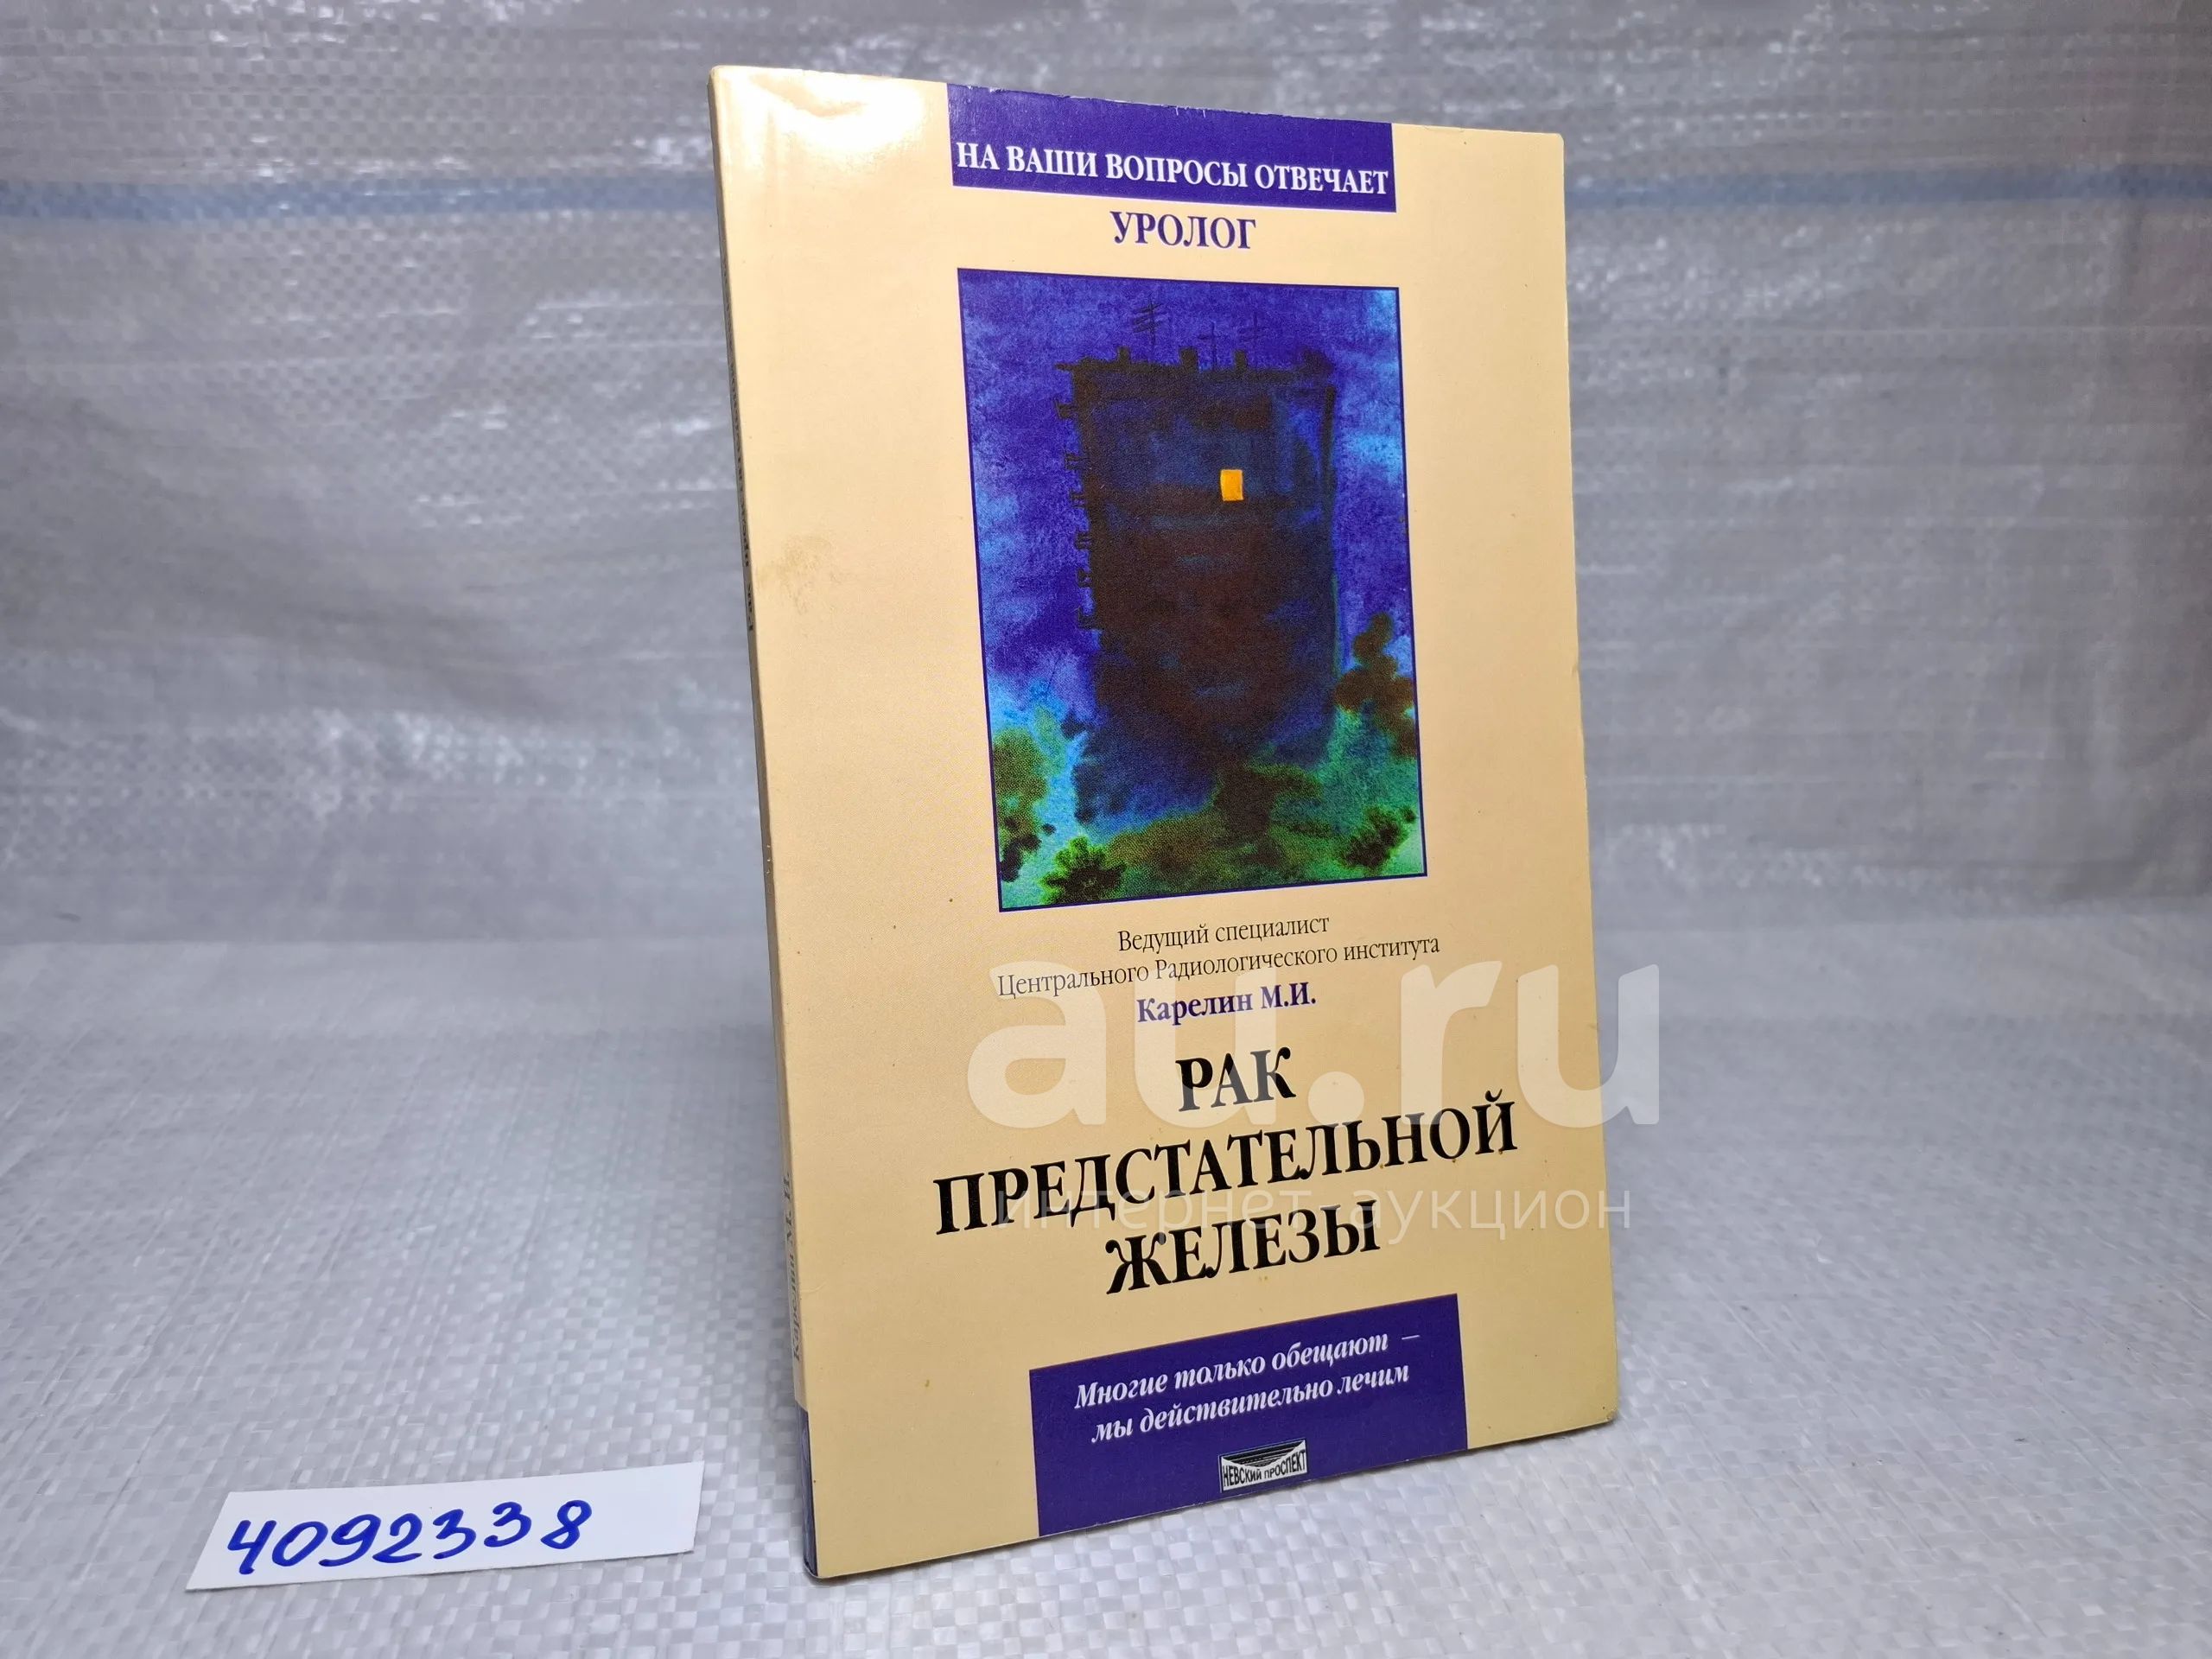 НА ВАШИ ВОПРОСЫ ОТВЕЧАЕТ
УРОЛОГ
Ведущий специалист
Центрального Радиологического института
Карелин М.И.
РАК
ПРЕДСТАТЕЛЬНОЙ
ЖЕЛЕЗЫ
Многие только обещают —
мы действительно лечим
НЕВСКИЙ ПРОСПЕКТ
Карелин М. И.
4092338
au.ru
интернет аукцион